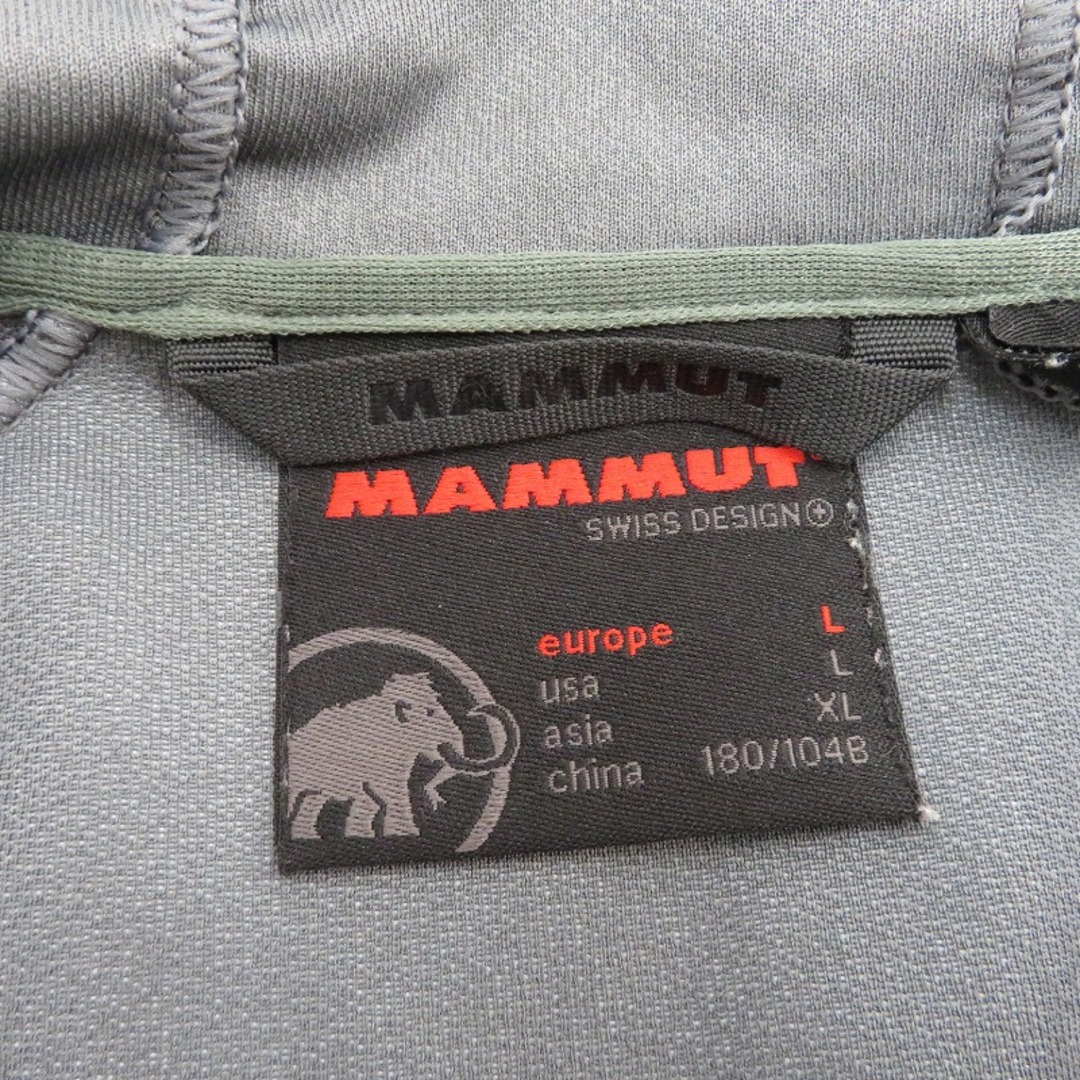 MAMMUT
MAMMUT
SWISS DESIGN
europe L
usa L
asia XL
china 180/104B